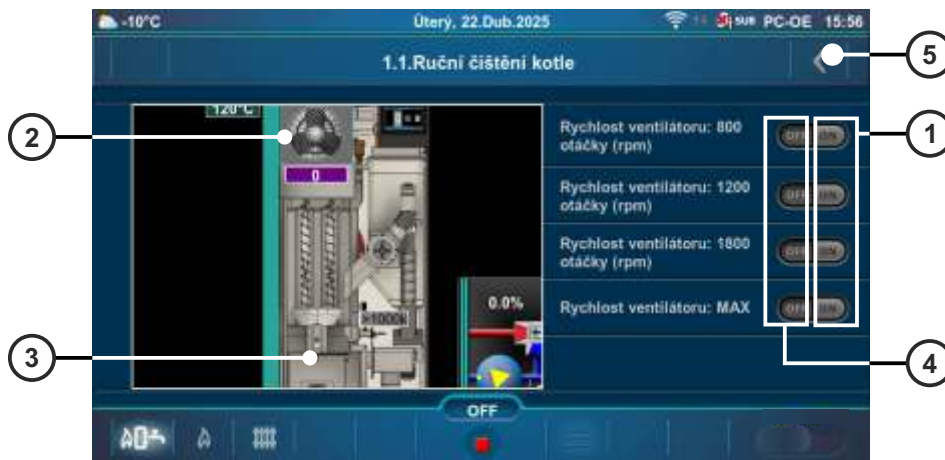 -10°C
Úterý, 22.Dub.2025
SUB PC-OE 15:56
1.1.Ruční čištění kotle
5
120°C
2
0
Rychlost ventilátoru: 800
otáčky (rpm)
OFF ON
1
Rychlost ventilátoru: 1200
otáčky (rpm)
OFF ON
Rychlost ventilátoru: 1800
otáčky (rpm)
OFF ON
0.0%
>1000k
Rychlost ventilátoru: MAX
OFF ON
3
4
OFF